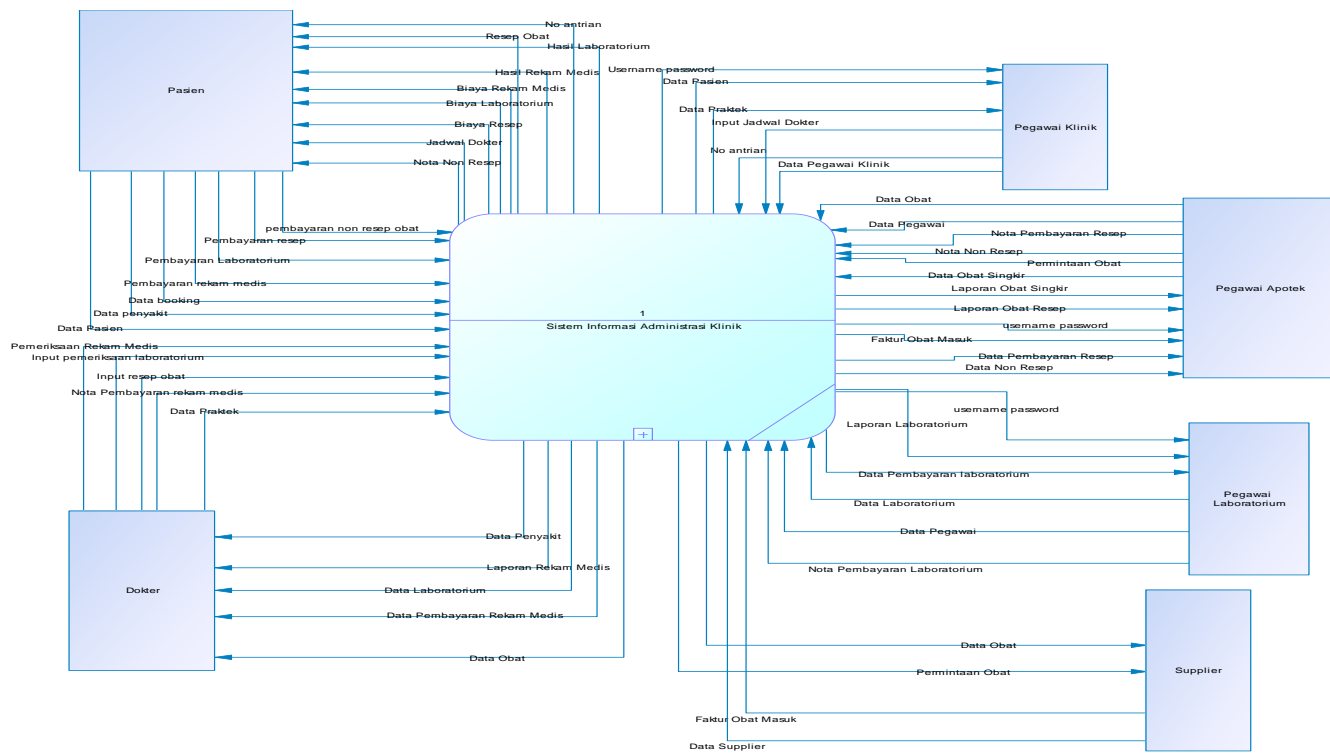 Pasien
No antrian
Resep Obat
Hasil Laboratorium
Hasil Rekam Medis
Biaya Rekam Medis
Biaya Laboratorium
Biaya Resep
Jadwal Dokter
Nota Non Resep
pembayaran non resep obat
Pembayaran resep
Pembayaran Laboratorium
Pembayaran rekam medis
Data booking
Data penyakit
Data Pasien
Pemeriksaan Rekam Medis
Input pemeriksaan laboratorium
Input resep obat
Nota Pembayaran rekam medis
Data Praktek
1
Sistem Informasi Administrasi Klinik
Username password
Data Pasien
Data Praktek
Input Jadwal Dokter
No antrian
Data Pegawai Klinik
Pegawai Klinik
Data Obat
Data Pegawai
Nota Pembayaran Resep
Nota Non Resep
Permintaan Obat
Data Obat Singkir
Laporan Obat Singkir
Laporan Obat Resep
username password
Faktur Obat Masuk
Data Pembayaran Resep
Data Non Resep
Pegawai Apotek
username password
Laporan Laboratorium
Data Pembayaran laboratorium
Data Laboratorium
Data Pegawai
Nota Pembayaran Laboratorium
Pegawai
Laboratorium
Dokter
Data Penyakit
Laporan Rekam Medis
Data Laboratorium
Data Pembayaran Rekam Medis
Data Obat
Data Obat
Permintaan Obat
Faktur Obat Masuk
Data Supplier
Supplier